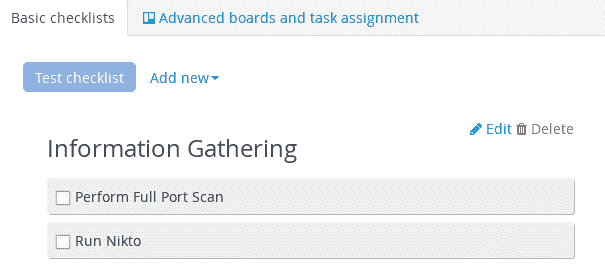 Basic checklists
Advanced boards and task assignment
Test checklist
Add new
Edit
Delete
Information Gathering
Perform Full Port Scan
Run Nikto